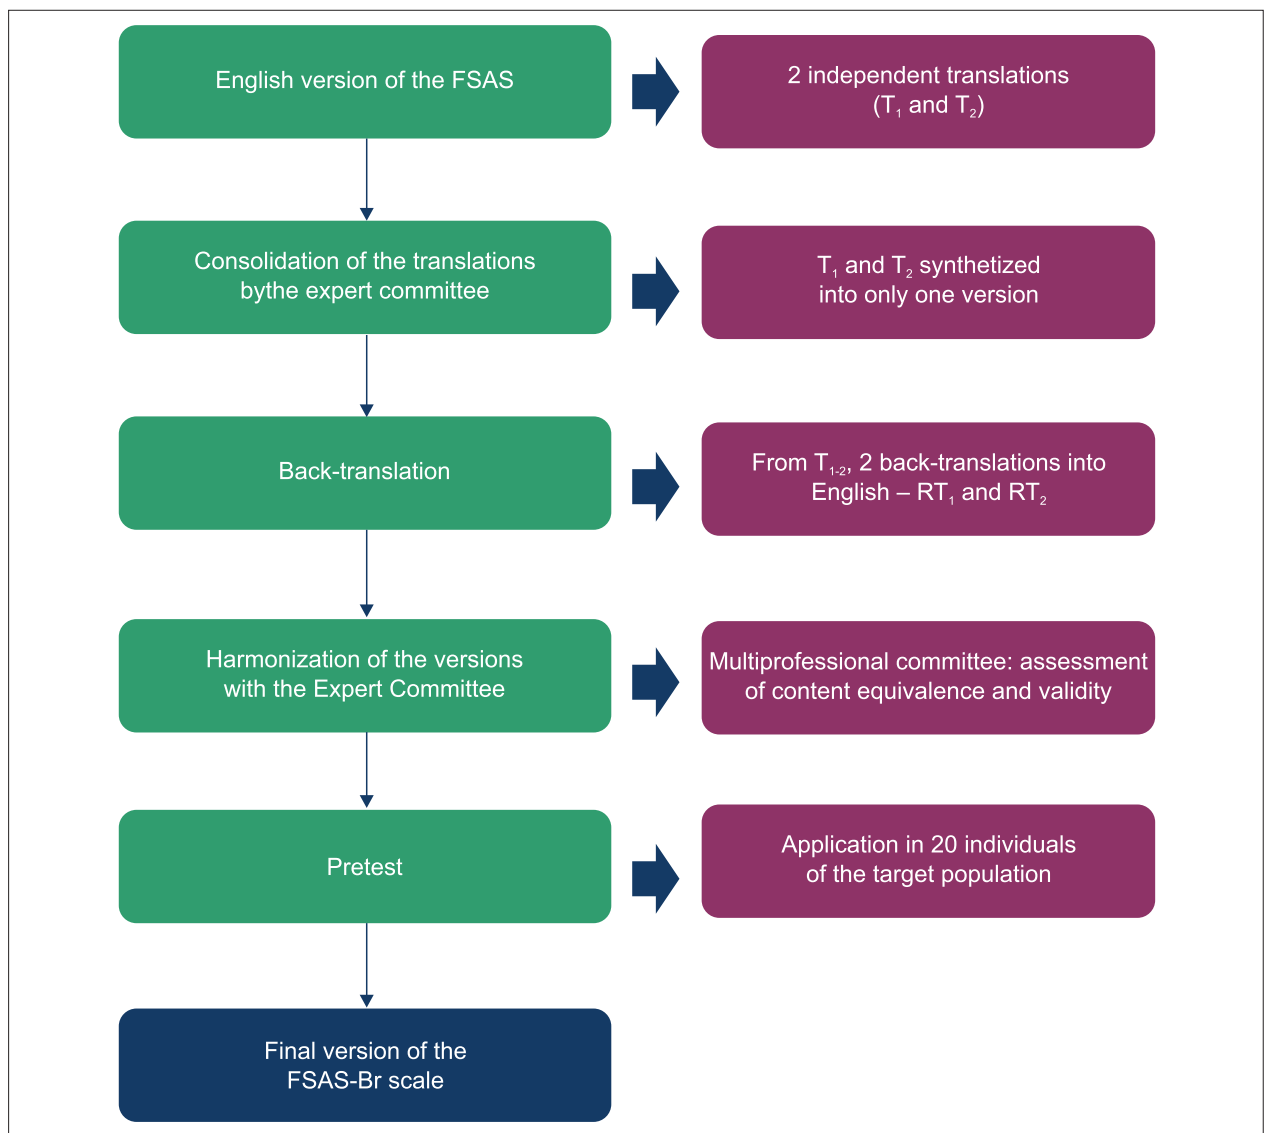 English version of the FSAS
2 independent translations
(T₁ and T₂)
Consolidation of the translations
bythe expert committee
T₁ and T₂ synthetized
into only one version
Back-translation
From T₁₋₂, 2 back-translations into
English – RT₁ and RT₂
Harmonization of the versions
with the Expert Committee
Multiprofessional committee: assessment
of content equivalence and validity
Pretest
Application in 20 individuals
of the target population
Final version of the
FSAS-Br scale